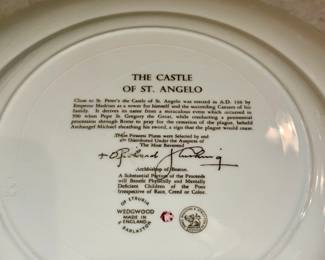 THE CASTLE
OF ST. ANGELO
Close to St. Peter's the Castle of St. Angelo was erected in A.D. 136 by
Emperor Hadrian as a tower for himself and the succeeding Caesars of his
family. It derives its name from a miraculous event which occurred in
590 when Pope St. Gregory the Great, while conducting a penitential
procession through Rome to pray for the cessation of the plague, beheld
Archangel Michael sheathing his sword, a sign that the plague would cease.
These Present Plates were Selected by and
are Distributed Under the Auspices of
The Most Reverend
+ Richard Cushing
Archbishop of Boston.
A Substantial Portion of the Proceeds
will Benefit Physically and Mentally
Deficient Children of the Poor
Irrespective of Race, Creed or Color.
OF ETRURIA
WEDGWOOD
MADE IN
ENGLAND
& BARLASTON